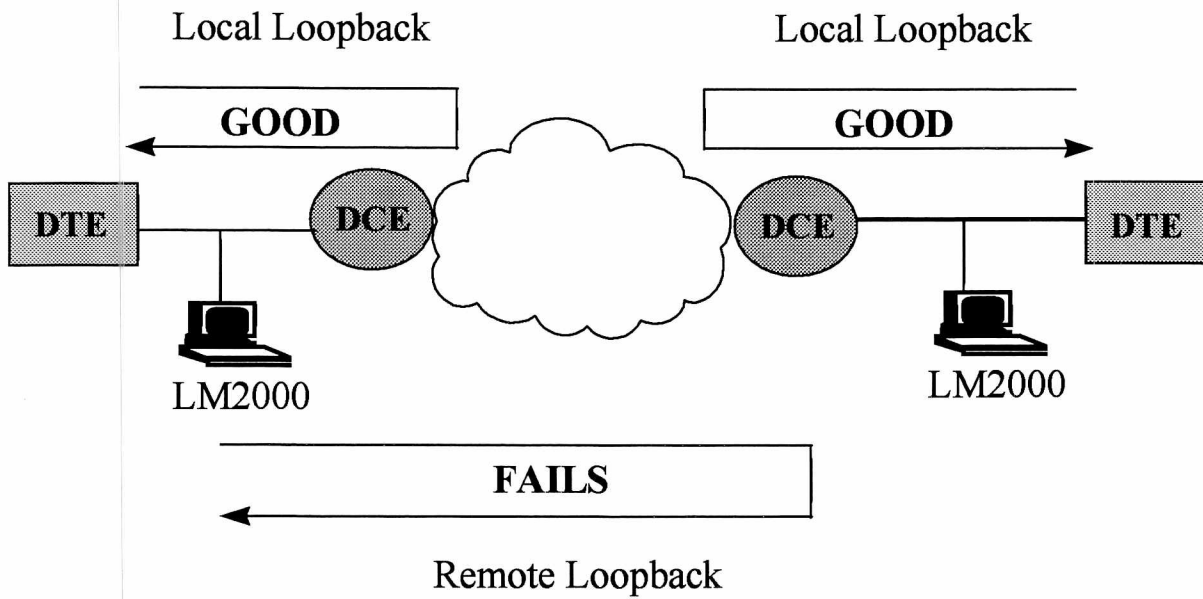 Local Loopback
Local Loopback
GOOD
GOOD
DTE
DCE
DCE
DTE
LM2000
LM2000
FAILS
Remote Loopback